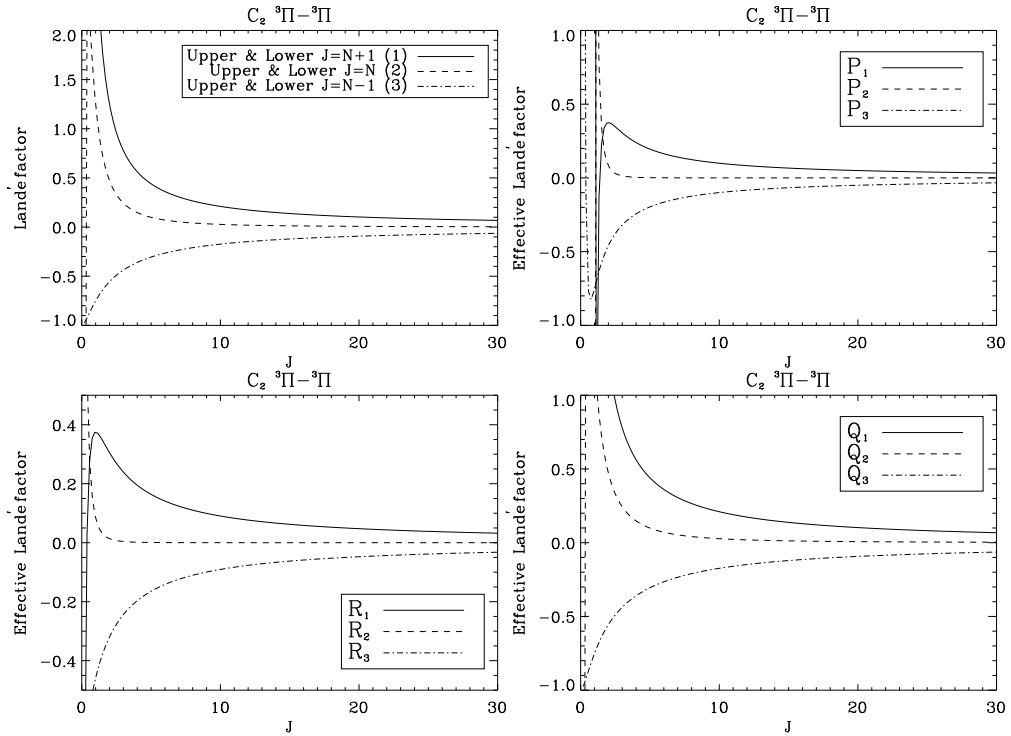 C₂ ³Π−³Π
2.0
1.5
1.0
0.5
0.0
−0.5
−1.0
Lande' factor
Upper & Lower J=N+1 (1)
Upper & Lower J=N (2)
Upper & Lower J=N−1 (3)
0 10 20 30
J
C₂ ³Π−³Π
1.0
0.5
0.0
−0.5
−1.0
Effective Lande' factor
P₁
P₂
P₃
0 10 20 30
J
C₂ ³Π−³Π
0.4
0.2
0.0
−0.2
−0.4
Effective Lande' factor
R₁
R₂
R₃
0 10 20 30
J
C₂ ³Π−³Π
1.0
0.5
0.0
−0.5
−1.0
Effective Lande' factor
Q₁
Q₂
Q₃
0 10 20 30
J